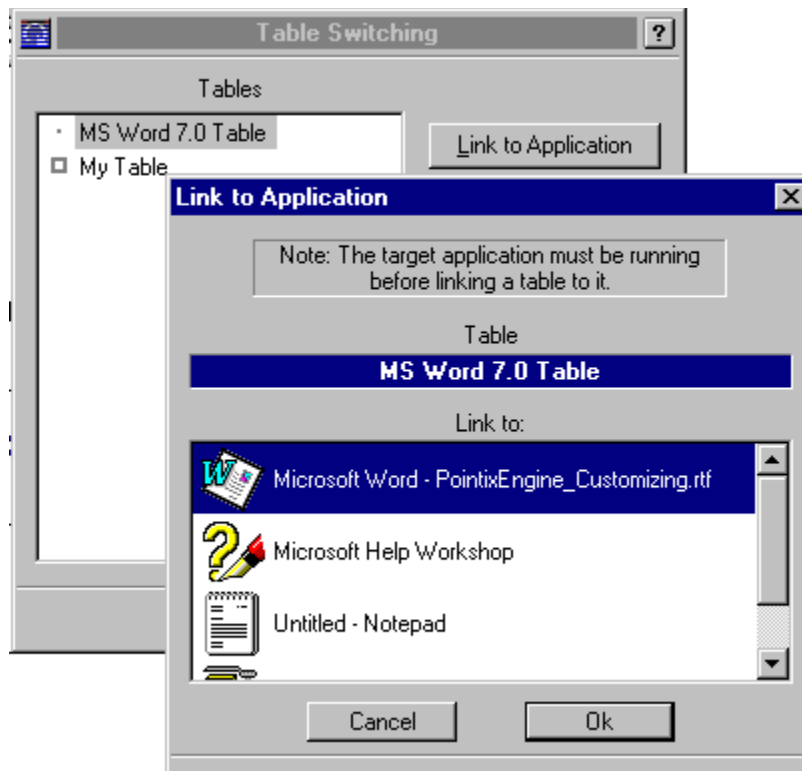 Table Switching
?
Tables
MS Word 7.0 Table
Link to Application
My Table
Link to Application
Note: The target application must be running
before linking a table to it.
Table
MS Word 7.0 Table
Link to:
Microsoft Word - PointixEngine_Customizing.rtf
Microsoft Help Workshop
Untitled - Notepad
Cancel
Ok